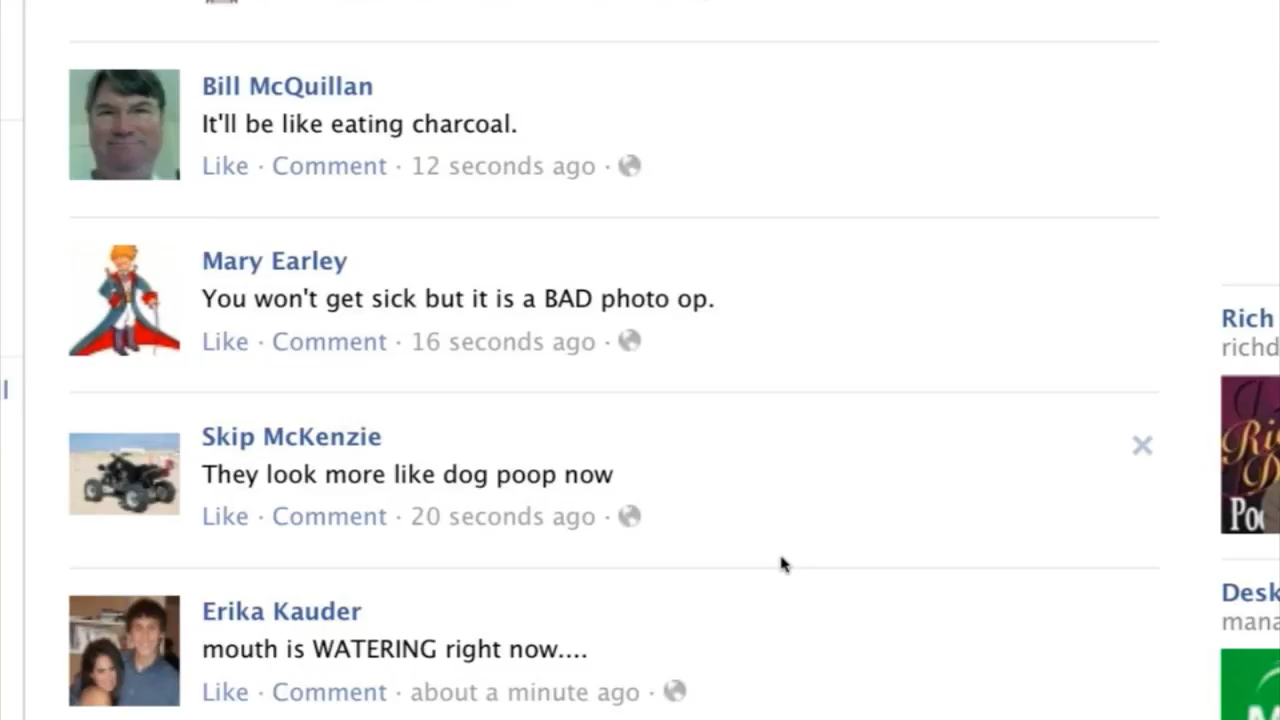 Bill McQuillan
It'll be like eating charcoal.
Like · Comment · 12 seconds ago ·
Mary Earley
You won't get sick but it is a BAD photo op.
Like · Comment · 16 seconds ago ·
Skip McKenzie
They look more like dog poop now
Like · Comment · 20 seconds ago ·
Erika Kauder
mouth is WATERING right now....
Like · Comment · about a minute ago ·
Rich
richd
Desk
mana